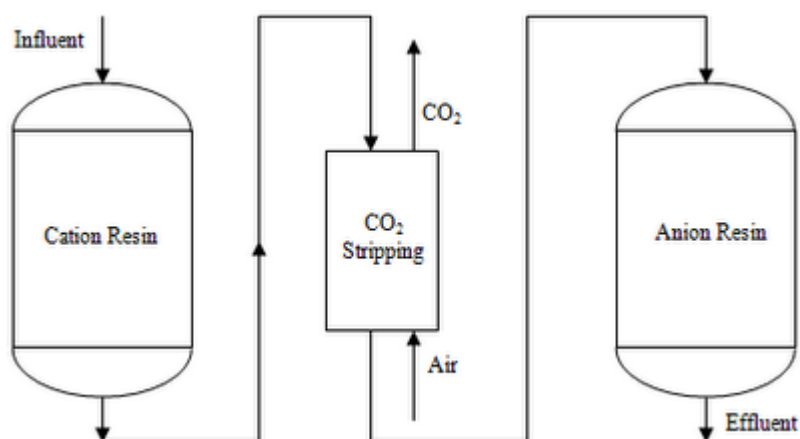 Influent
CO₂
Cation Resin
CO₂
Stripping
Anion Resin
Air
Effluent